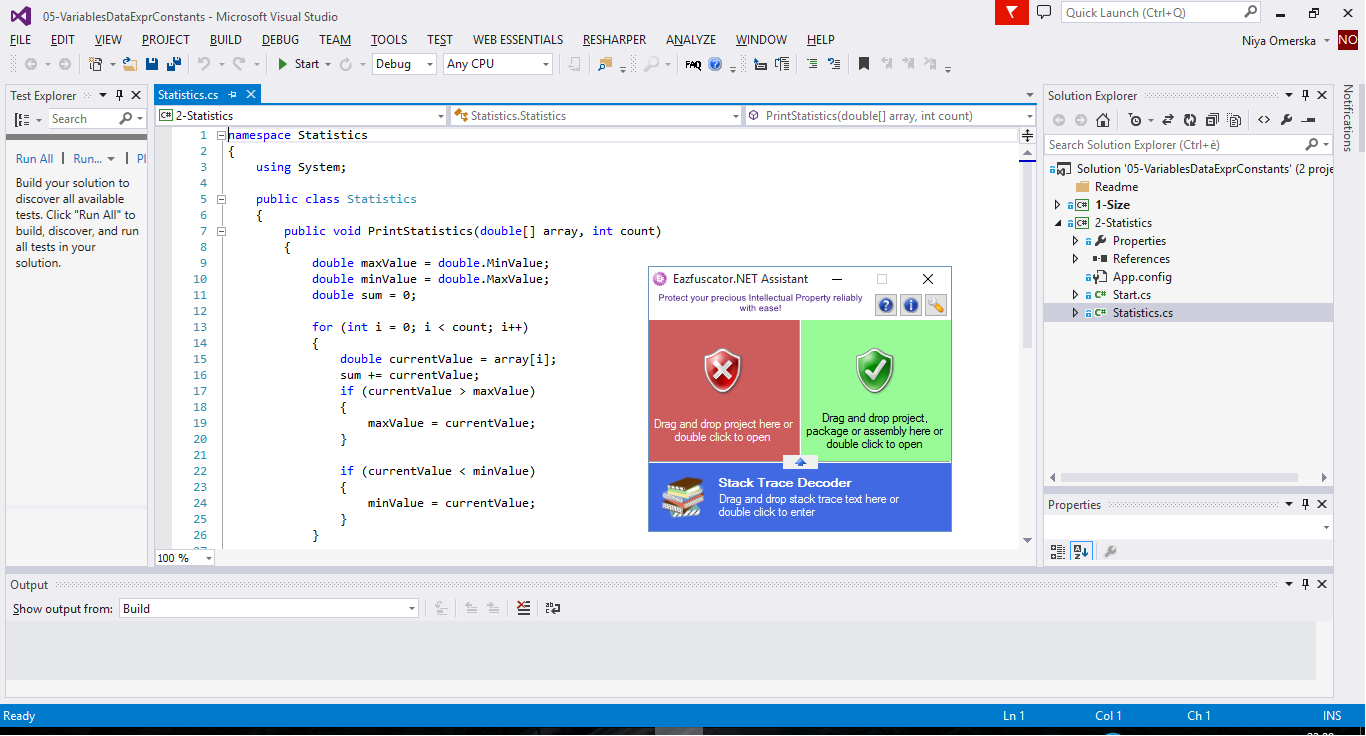 05-VariablesDataExprConstants - Microsoft Visual Studio
Quick Launch (Ctrl+Q)
FILE EDIT VIEW PROJECT BUILD DEBUG TEAM TOOLS TEST WEB ESSENTIALS RESHARPER ANALYZE WINDOW HELP
Niya Omerska NO
Start Debug Any CPU FAQ
Test Explorer
Search
Run All Run...
Build your solution to
discover all available
tests. Click "Run All" to
build, discover, and run
all tests in your
solution.
Statistics.cs
C# 2-Statistics Statistics.Statistics PrintStatistics(double[] array, int count)
1 namespace Statistics
2 {
3 using System;
4
5 public class Statistics
6 {
7 public void PrintStatistics(double[] array, int count)
8 {
9 double maxValue = double.MinValue;
10 double minValue = double.MaxValue;
11 double sum = 0;
12
13 for (int i = 0; i < count; i++)
14 {
15 double currentValue = array[i];
16 sum += currentValue;
17 if (currentValue > maxValue)
18 {
19 maxValue = currentValue;
20 }
21
22 if (currentValue < minValue)
23 {
24 minValue = currentValue;
25 }
26 }
100 %
Eazfuscator.NET Assistant
Protect your precious Intellectual Property reliably
with ease!
Drag and drop project here or
double click to open
Drag and drop project,
package or assembly here or
double click to open
Stack Trace Decoder
Drag and drop stack trace text here or
double click to enter
Solution Explorer
Search Solution Explorer (Ctrl+è)
Solution '05-VariablesDataExprConstants' (2 proje
Readme
C# 1-Size
C# 2-Statistics
Properties
References
App.config
C# Start.cs
C# Statistics.cs
Notifications
Properties
Output
Show output from: Build
Ready Ln 1 Col 1 Ch 1 INS